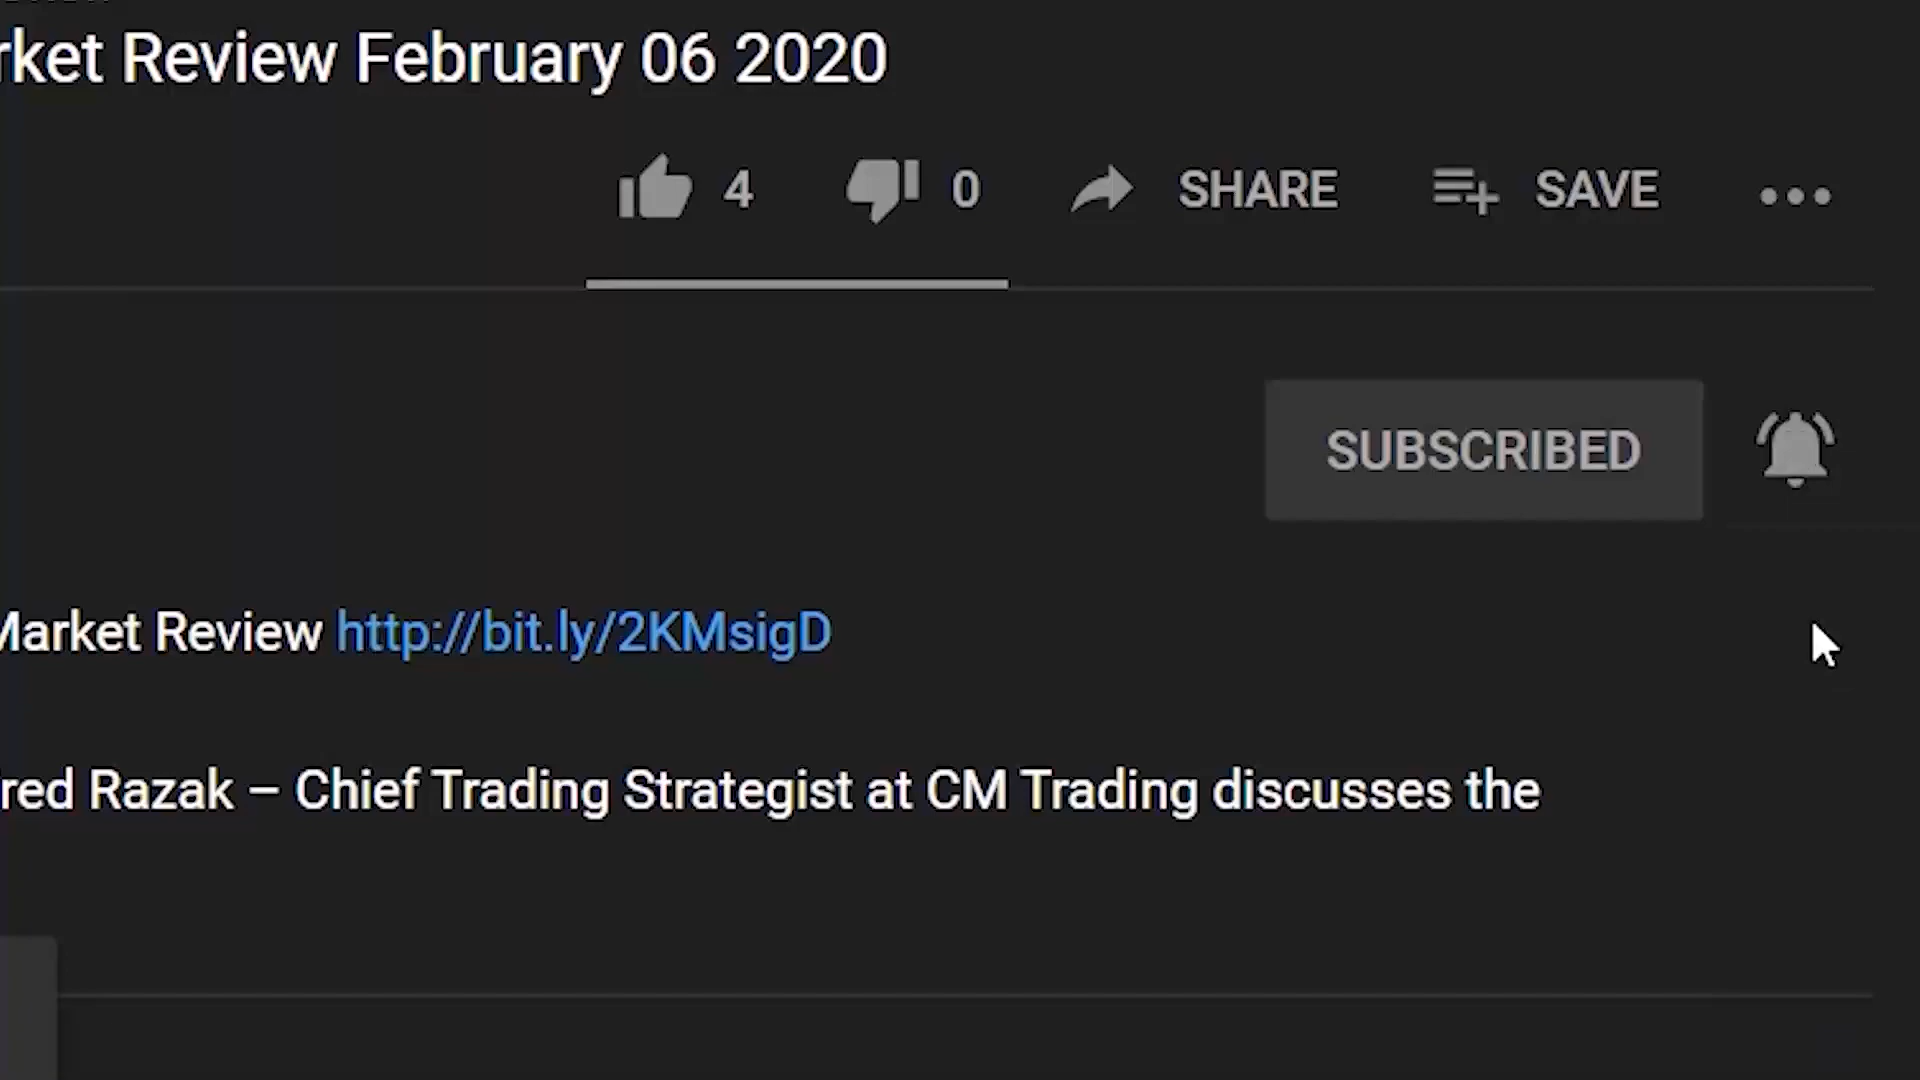 rket Review February 06 2020
4 0 SHARE SAVE
SUBSCRIBED
Market Review http://bit.ly/2KMsigD
red Razak – Chief Trading Strategist at CM Trading discusses the